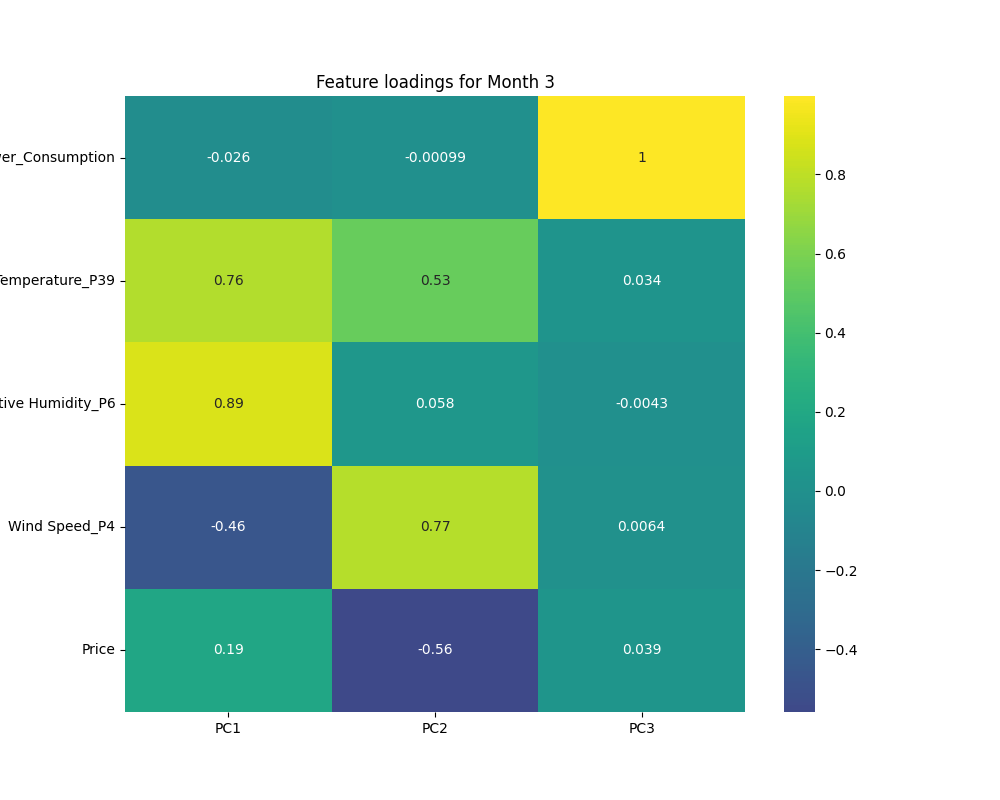 Feature loadings for Month 3
er_Consumption
-0.026 -0.00099 1
Temperature_P39
0.76 0.53 0.034
tive Humidity_P6
0.89 0.058 -0.0043
Wind Speed_P4
-0.46 0.77 0.0064
Price
0.19 -0.56 0.039
PC1 PC2 PC3
0.8
0.6
0.4
0.2
0.0
−0.2
−0.4